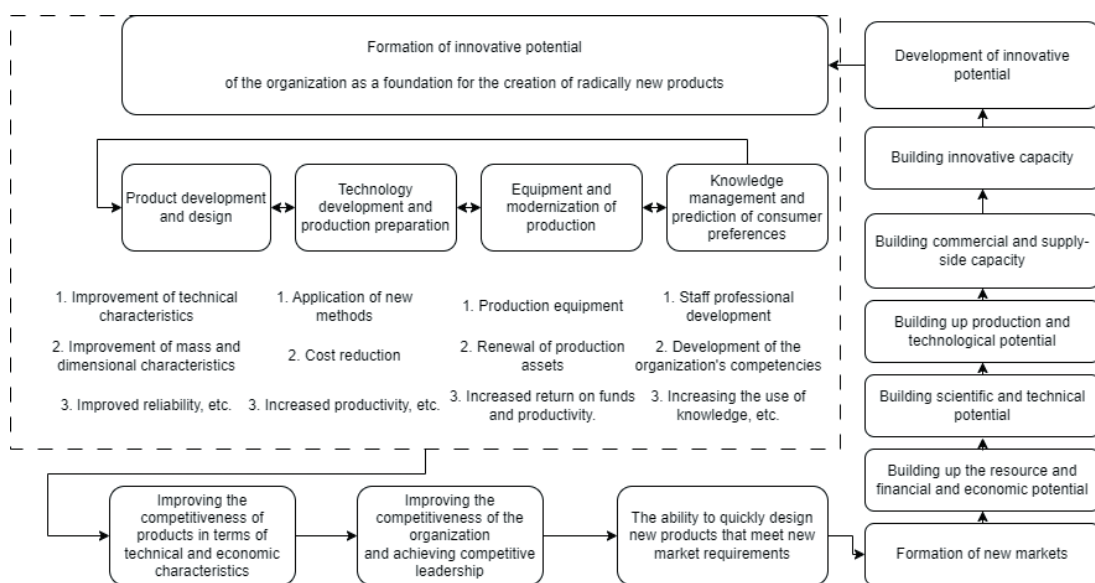 Formation of innovative potential
of the organization as a foundation for the creation of radically new products
Development of innovative
potential
Building innovative capacity
Product development
and design
Technology
development and
production preparation
Equipment and
modernization of
production
Knowledge
management and
prediction of consumer
preferences
Building commercial and supply-
side capacity
1. Improvement of technical
characteristics
2. Improvement of mass and
dimensional characteristics
3. Improved reliability, etc.
1. Application of new
methods
2. Cost reduction
3. Increased productivity, etc.
1. Production equipment
2. Renewal of production
assets
3. Increased return on funds
and productivity.
1. Staff professional
development
2. Development of the
organization's competencies
3. Increasing the use of
knowledge, etc.
Building up production and
technological potential
Building scientific and technical
potential
Building up the resource and
financial and economic potential
Improving the
competitiveness of
products in terms of
technical and economic
characteristics
Improving the
competitiveness of the
organization
and achieving competitive
leadership
The ability to quickly design
new products that meet new
market requirements
Formation of new markets